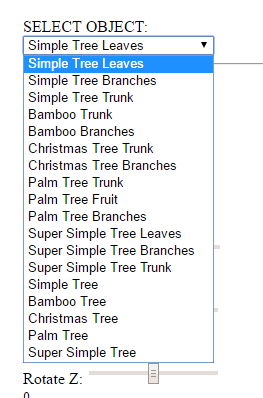 SELECT OBJECT:
Simple Tree Leaves
Simple Tree Leaves
Simple Tree Branches
Simple Tree Trunk
Bamboo Trunk
Bamboo Branches
Christmas Tree Trunk
Christmas Tree Branches
Palm Tree Trunk
Palm Tree Fruit
Palm Tree Branches
Super Simple Tree Leaves
Super Simple Tree Branches
Super Simple Tree Trunk
Simple Tree
Bamboo Tree
Christmas Tree
Palm Tree
Super Simple Tree
Rotate Z:
0